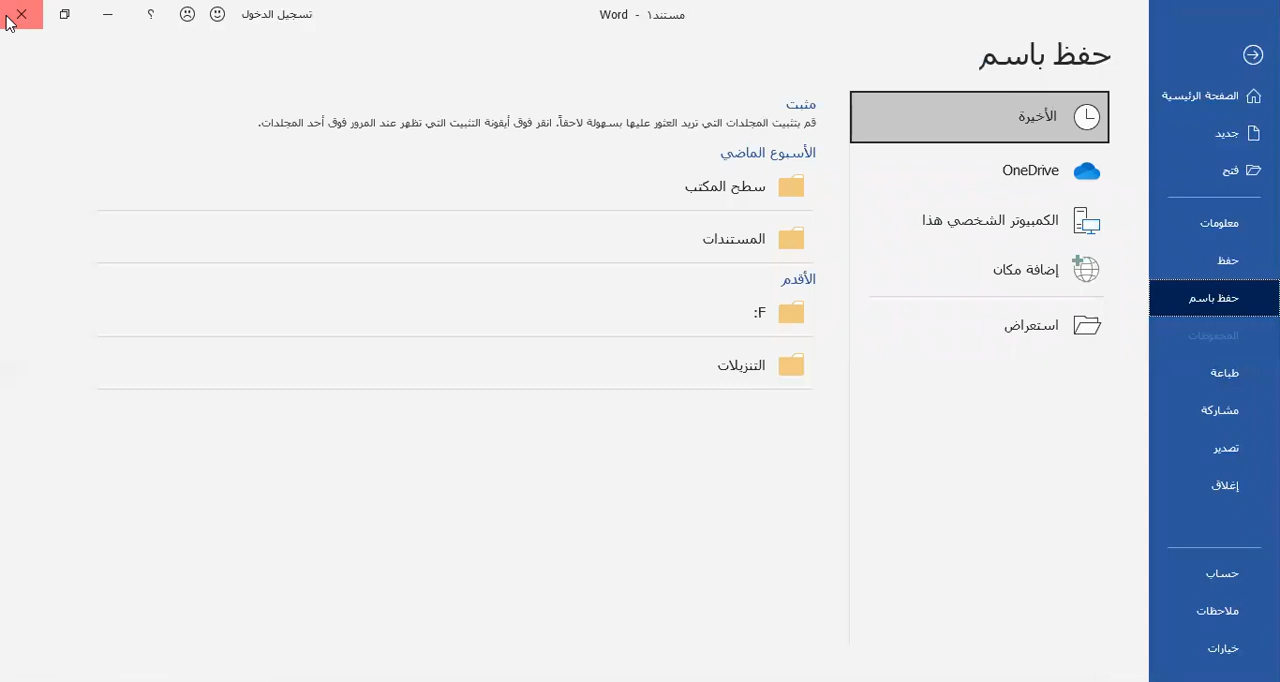 مستند١ - Word
تسجيل الدخول
?
الصفحة الرئيسية
جديد
فتح
معلومات
حفظ
حفظ باسم
المحفوظات
طباعة
مشاركة
تصدير
إغلاق
حساب
ملاحظات
خيارات
حفظ باسم
الأخيرة
OneDrive
الكمبيوتر الشخصي هذا
إضافة مكان
استعراض
مثبت
قم بتثبيت المجلدات التي تريد العثور عليها بسهولة لاحقاً. انقر فوق أيقونة التثبيت التي تظهر عند المرور فوق أحد المجلدات.
الأسبوع الماضي
سطح المكتب
المستندات
الأقدم
F:
التنزيلات